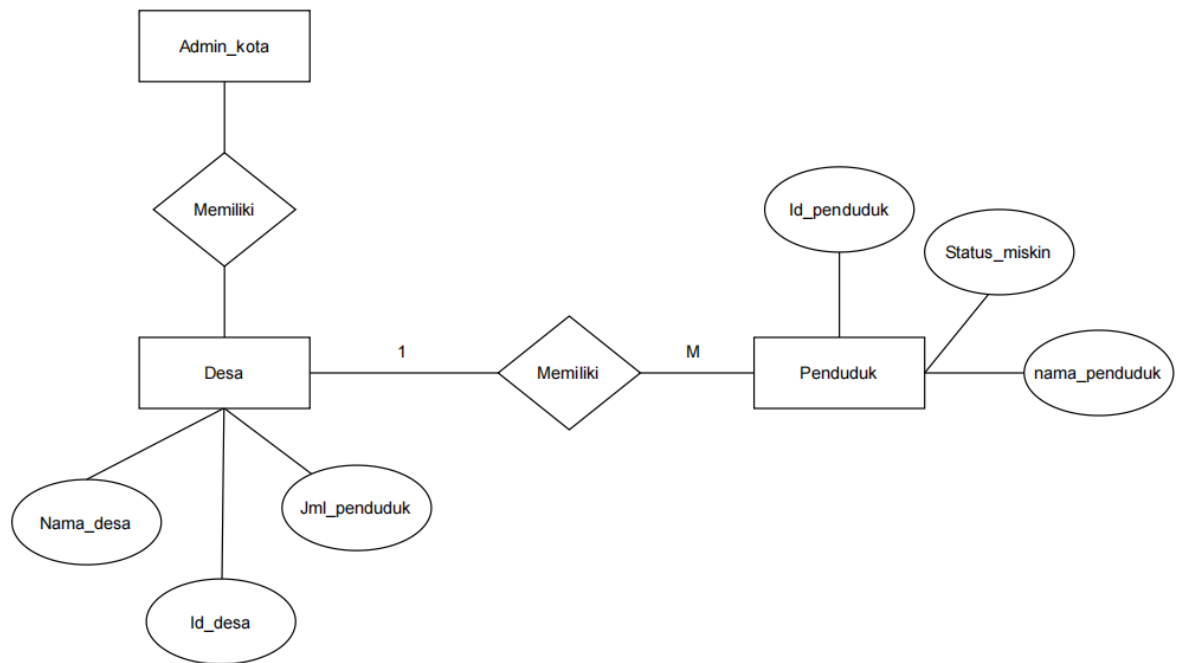 Admin_kota
Memiliki
Id_penduduk
Status_miskin
Desa
1
Memiliki
M
Penduduk
nama_penduduk
Nama_desa
Jml_penduduk
Id_desa